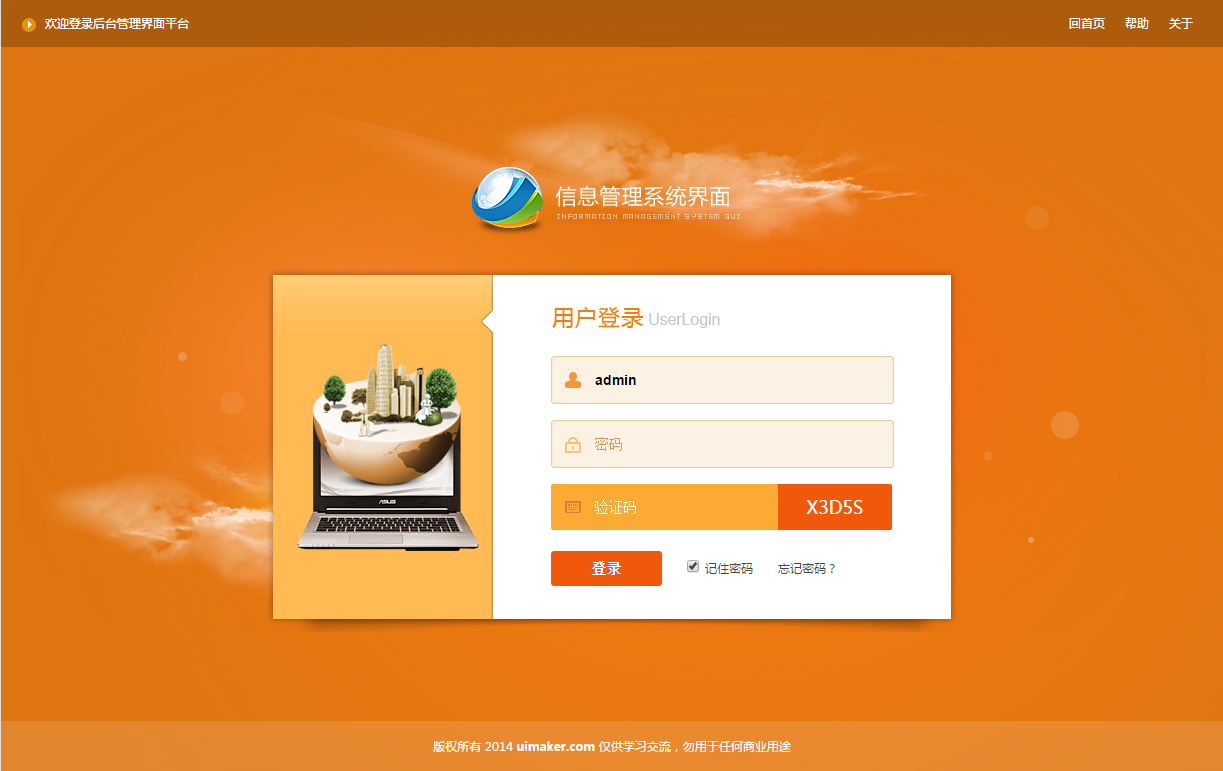 欢迎登录后台管理界面平台
回首页 帮助 关于
信息管理系统界面
INFORMATION MANAGEMENT SYSTEM GUI
用户登录 UserLogin
admin
密码
验证码 X3D5S
ASUS
登录 记住密码 忘记密码？
版权所有 2014 uimaker.com 仅供学习交流，勿用于任何商业用途